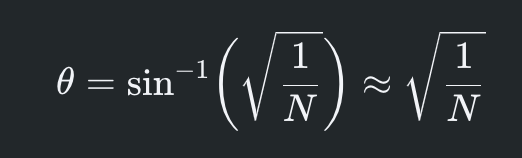 θ = sin⁻¹(√(1/N)) ≈ √(1/N)